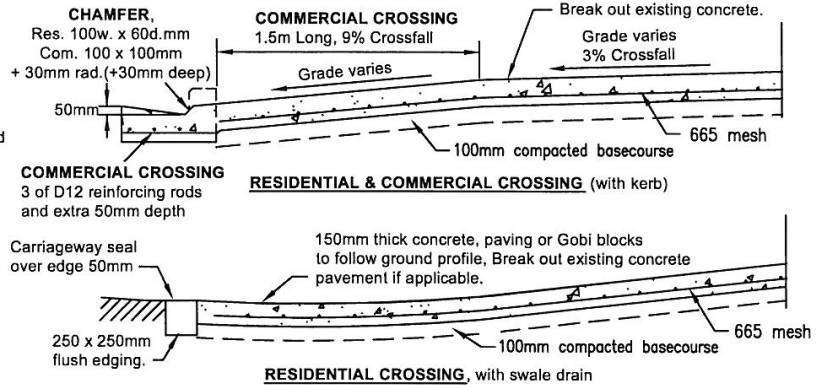 CHAMFER,
Res. 100w. x 60d.mm
Com. 100 x 100mm
+ 30mm rad.(+30mm deep)
COMMERCIAL CROSSING
1.5m Long, 9% Crossfall
Grade varies
Break out existing concrete.
Grade varies
3% Crossfall
50mm
d
665 mesh
100mm compacted basecourse
COMMERCIAL CROSSING
3 of D12 reinforcing rods
and extra 50mm depth
RESIDENTIAL & COMMERCIAL CROSSING (with kerb)
Carriageway seal
over edge 50mm
150mm thick concrete, paving or Gobi blocks
to follow ground profile, Break out existing concrete
pavement if applicable.
250 x 250mm
flush edging.
665 mesh
100mm compacted basecourse
RESIDENTIAL CROSSING, with swale drain